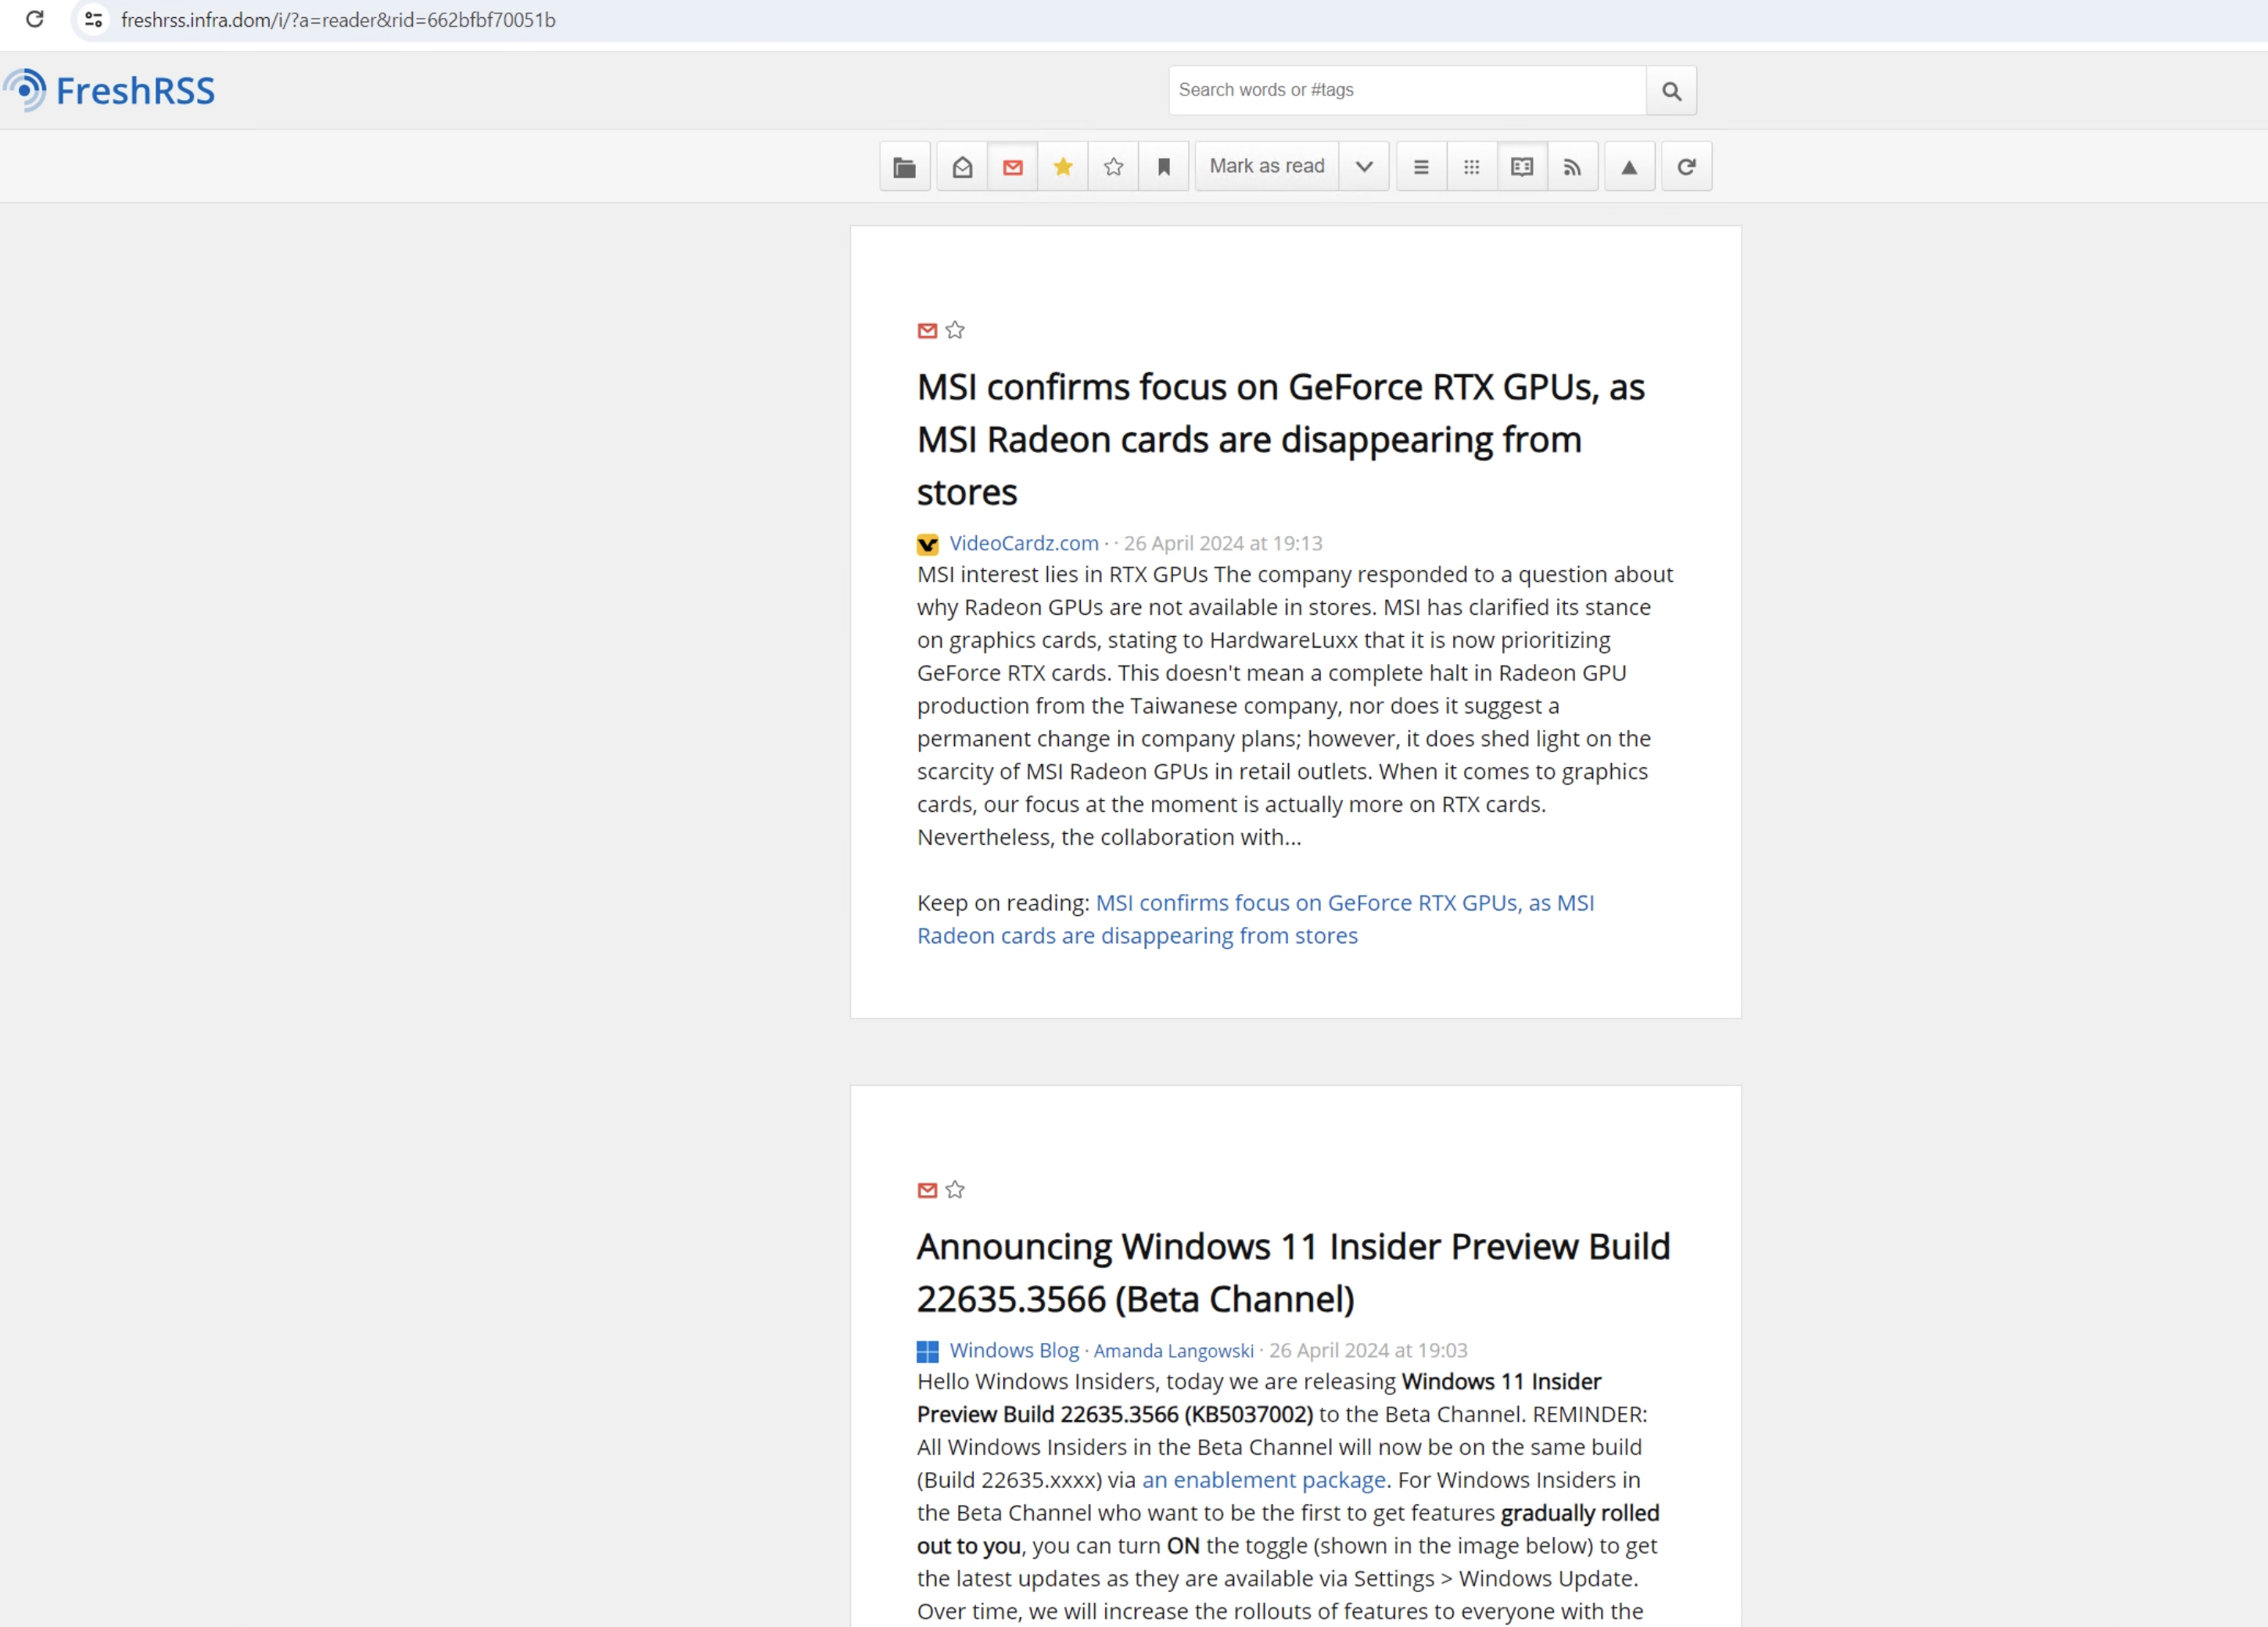 freshrss.infra.dom/i/?a=reader&rid=662bfbf70051b
FreshRSS
Search words or #tags
Mark as read
MSI confirms focus on GeForce RTX GPUs, as
MSI Radeon cards are disappearing from
stores
VideoCardz.com · · 26 April 2024 at 19:13
MSI interest lies in RTX GPUs The company responded to a question about
why Radeon GPUs are not available in stores. MSI has clarified its stance
on graphics cards, stating to HardwareLuxx that it is now prioritizing
GeForce RTX cards. This doesn't mean a complete halt in Radeon GPU
production from the Taiwanese company, nor does it suggest a
permanent change in company plans; however, it does shed light on the
scarcity of MSI Radeon GPUs in retail outlets. When it comes to graphics
cards, our focus at the moment is actually more on RTX cards.
Nevertheless, the collaboration with...
Keep on reading: MSI confirms focus on GeForce RTX GPUs, as MSI
Radeon cards are disappearing from stores
Announcing Windows 11 Insider Preview Build
22635.3566 (Beta Channel)
Windows Blog · Amanda Langowski · 26 April 2024 at 19:03
Hello Windows Insiders, today we are releasing Windows 11 Insider
Preview Build 22635.3566 (KB5037002) to the Beta Channel. REMINDER:
All Windows Insiders in the Beta Channel will now be on the same build
(Build 22635.xxxx) via an enablement package. For Windows Insiders in
the Beta Channel who want to be the first to get features gradually rolled
out to you, you can turn ON the toggle (shown in the image below) to get
the latest updates as they are available via Settings > Windows Update.
Over time, we will increase the rollouts of features to everyone with the